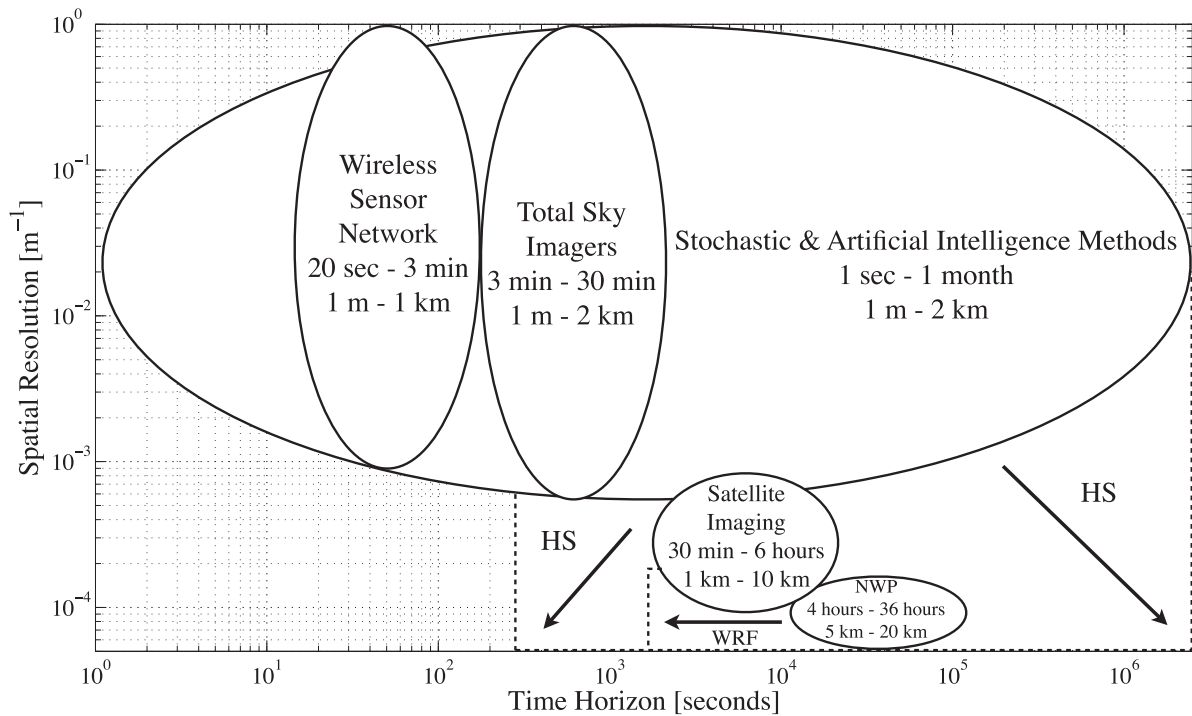 10^0
10^-1
10^-2
10^-3
10^-4
Spatial Resolution [m^-1]
Wireless
Sensor
Network
20 sec - 3 min
1 m - 1 km
Total Sky
Imagers
3 min - 30 min
1 m - 2 km
Stochastic & Artificial Intelligence Methods
1 sec - 1 month
1 m - 2 km
HS
Satellite
Imaging
30 min - 6 hours
1 km - 10 km
HS
NWP
4 hours - 36 hours
5 km - 20 km
WRF
10^0 10^1 10^2 10^3 10^4 10^5 10^6
Time Horizon [seconds]